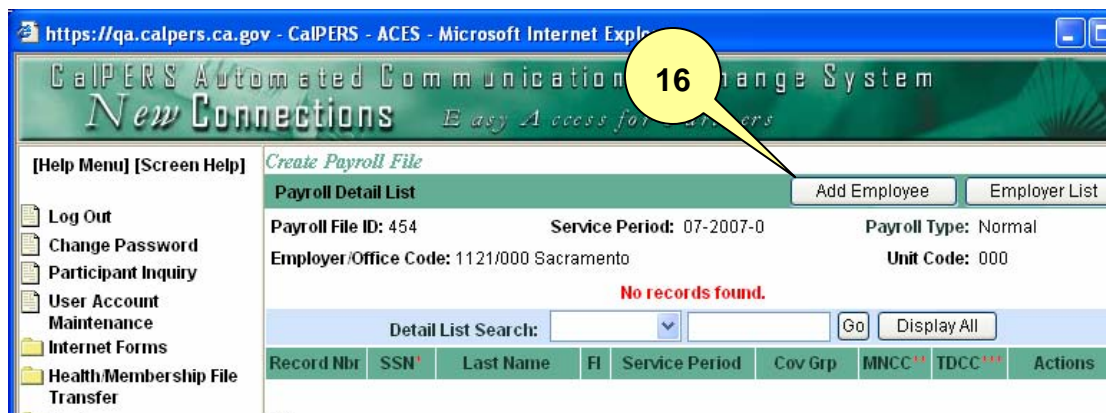 https://qa.calpers.ca.gov - CalPERS - ACES - Microsoft Internet Explo
CalPERS Automated Communication hange System
16
New Connections Easy Access for
[Help Menu] [Screen Help]
Create Payroll File
Payroll Detail List Add Employee Employer List
Log Out
Payroll File ID: 454 Service Period: 07-2007-0 Payroll Type: Normal
Change Password
Employer/Office Code: 1121/000 Sacramento Unit Code: 000
Participant Inquiry
No records found.
User Account
Maintenance
Detail List Search: Go Display All
Internet Forms
Record Nbr SSN* Last Name FI Service Period Cov Grp MNCC** TDCC*** Actions
Health/Membership File
Transfer